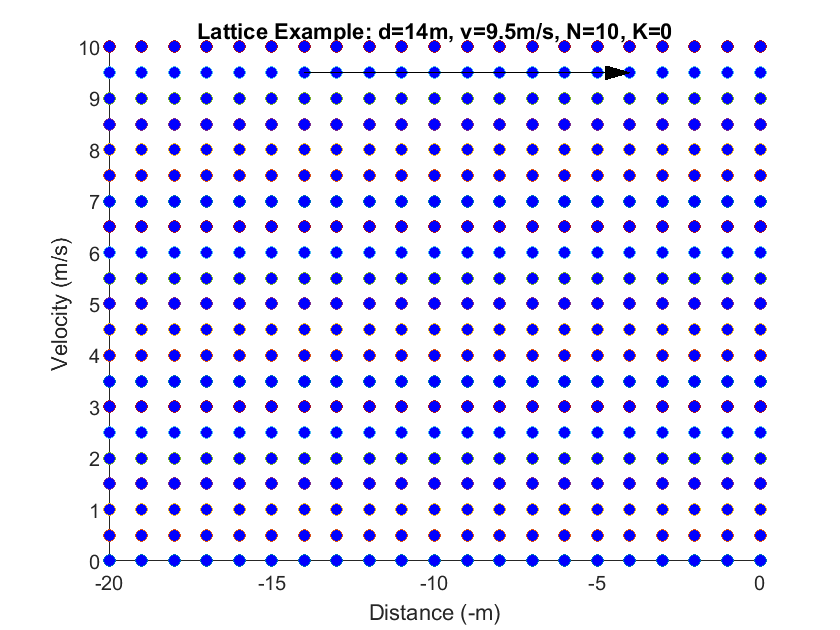 Lattice Example: d=14m, v=9.5m/s, N=10, K=0
10
9
8
7
6
5
4
3
2
1
0
Velocity (m/s)
-20 -15 -10 -5 0
Distance (-m)